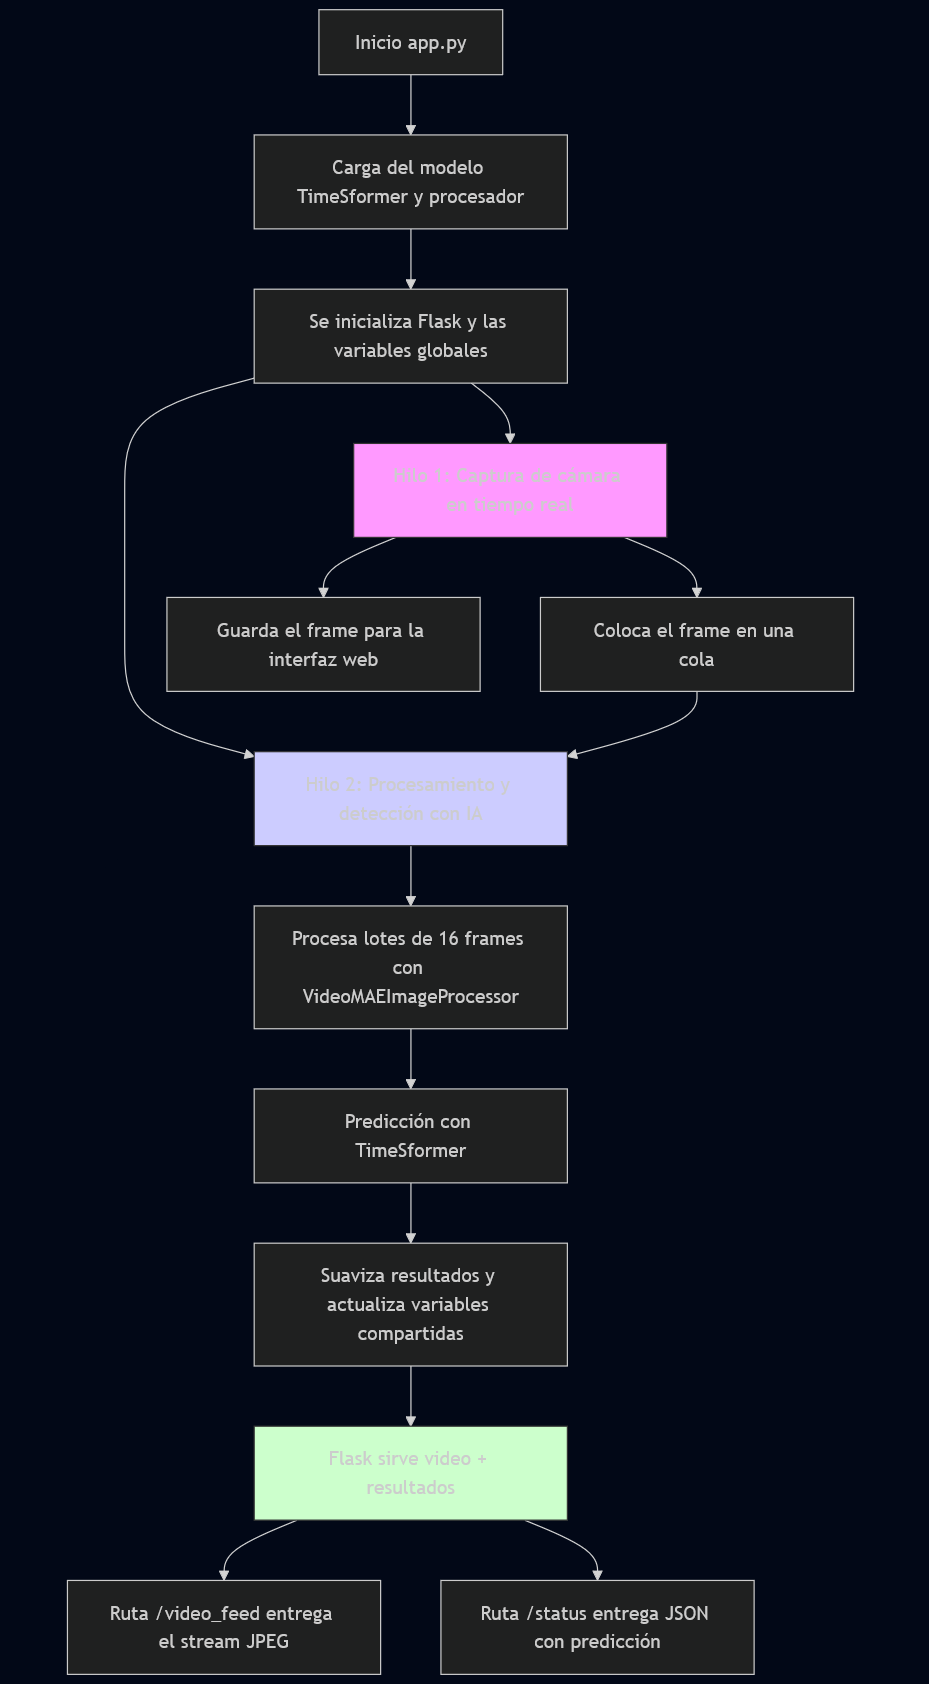 Inicio app.py
Carga del modelo
TimeSformer y procesador
Se inicializa Flask y las
variables globales
Hilo 1: Captura de cámara
en tiempo real
Guarda el frame para la
interfaz web
Coloca el frame en una
cola
Hilo 2: Procesamiento y
detección con IA
Procesa lotes de 16 frames
con
VideoMAEImageProcessor
Predicción con
TimeSformer
Suaviza resultados y
actualiza variables
compartidas
Flask sirve video +
resultados
Ruta /video_feed entrega
el stream JPEG
Ruta /status entrega JSON
con predicción